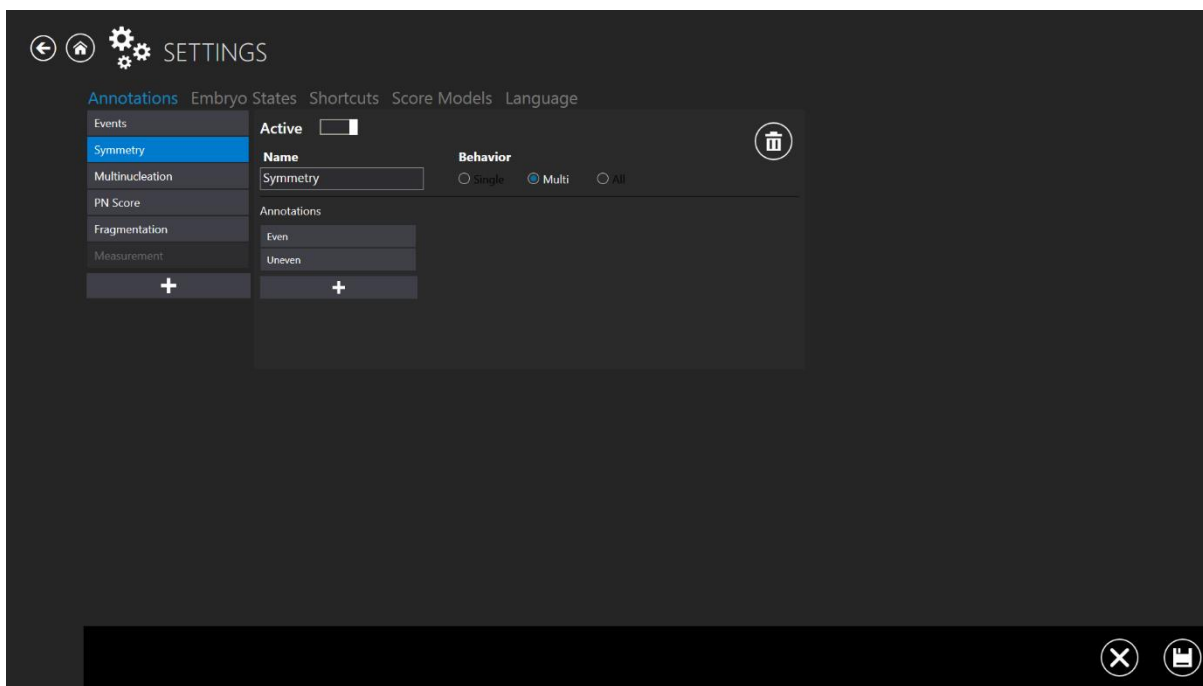 SETTINGS
Annotations Embryo States Shortcuts Score Models Language
Events
Symmetry
Multinucleation
PN Score
Fragmentation
Measurement
Active
Name
Behavior
Symmetry
Single
Multi
All
Annotations
Even
Uneven